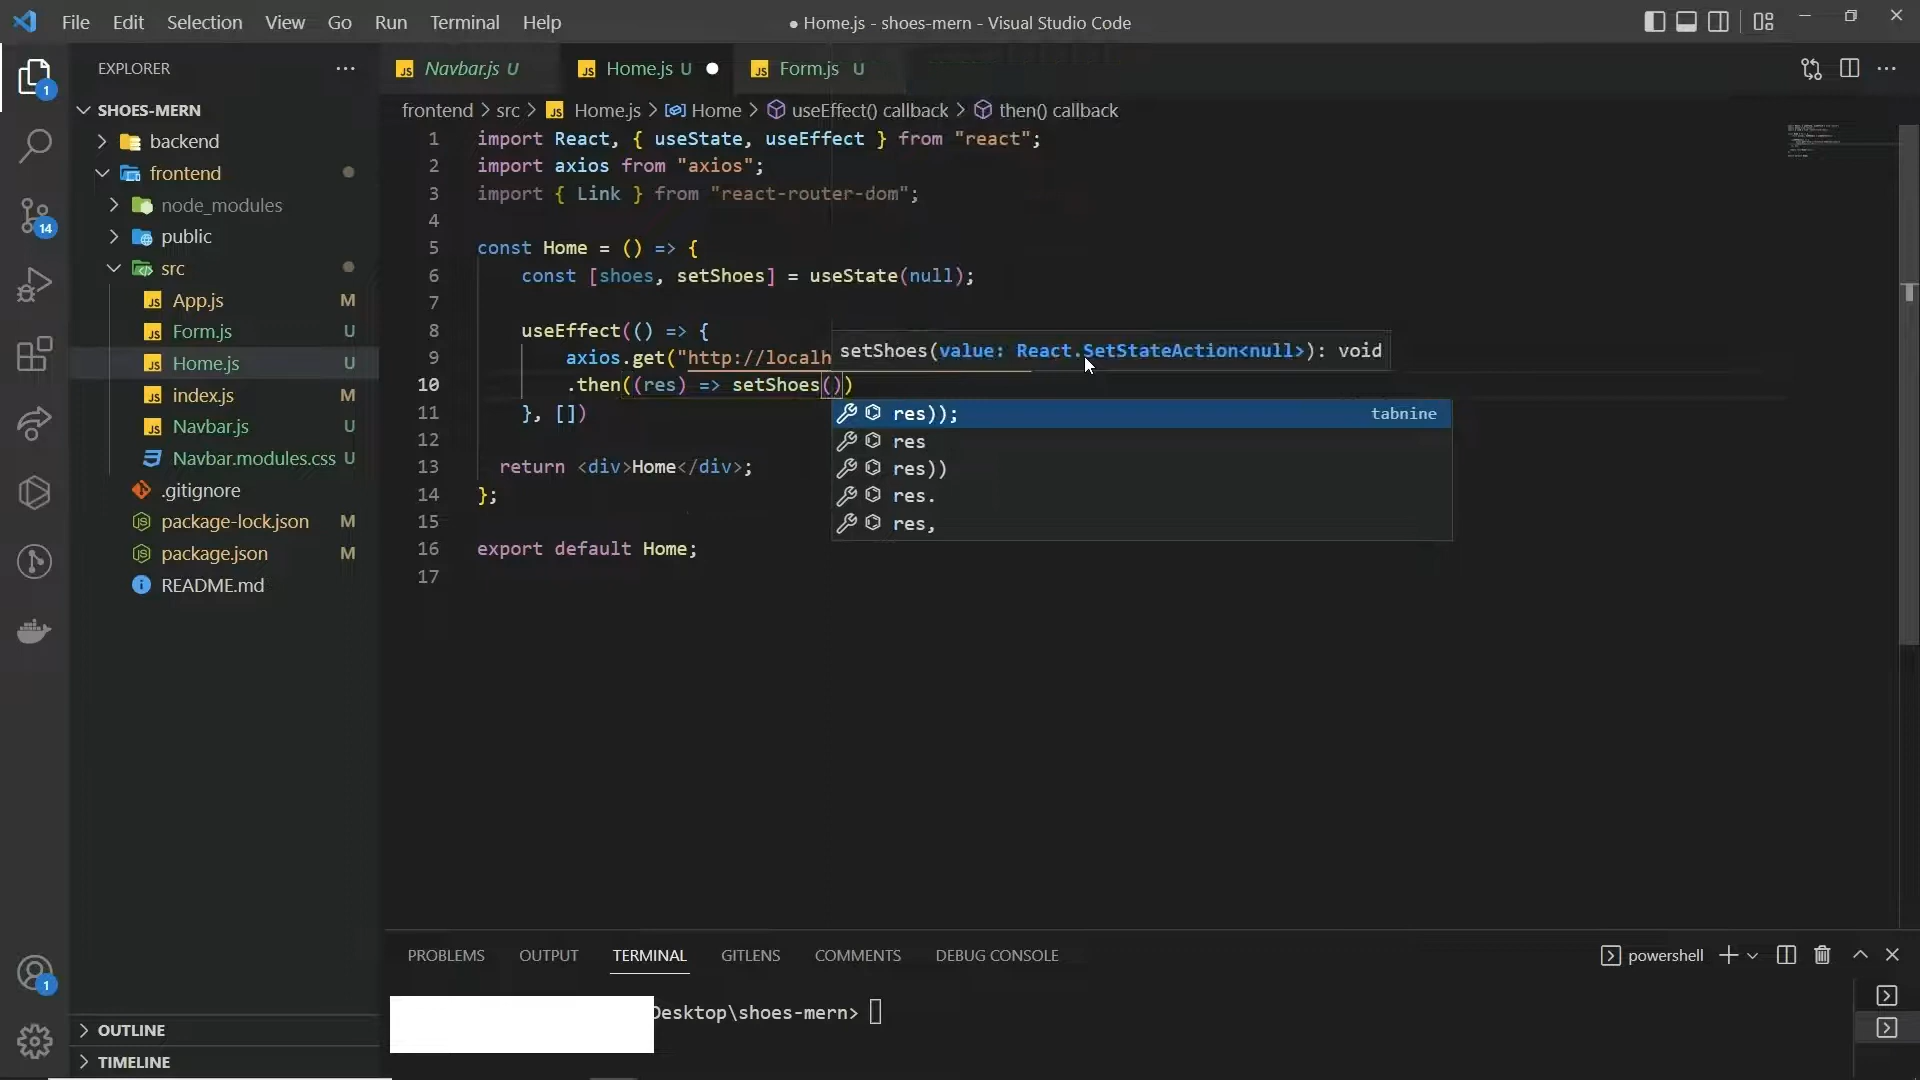 File Edit Selection View Go Run Terminal Help
● Home.js - shoes-mern - Visual Studio Code
EXPLORER
SHOES-MERN
backend
frontend
node_modules
public
src
App.js M
Form.js U
Home.js U
index.js M
Navbar.js U
Navbar.modules.css U
.gitignore
package-lock.json M
package.json M
README.md
OUTLINE
TIMELINE
1
14
1
Navbar.js U
Home.js U
Form.js U
frontend > src > JS Home.js > Home > useEffect() callback > then() callback
1 import React, { useState, useEffect } from "react";
2 import axios from "axios";
3 import { Link } from "react-router-dom";
4
5 const Home = () => {
6 const [shoes, setShoes] = useState(null);
7
8 useEffect(() => {
9 axios.get("http://localh
10 .then((res) => setShoes())
11 }, [])
12
13 return <div>Home</div>;
14 };
15
16 export default Home;
17
setShoes(value: React.SetStateAction<null>): void
res)); tabnine
res
res))
res.
res,
PROBLEMS OUTPUT TERMINAL GITLENS COMMENTS DEBUG CONSOLE
powershell
Desktop\shoes-mern>